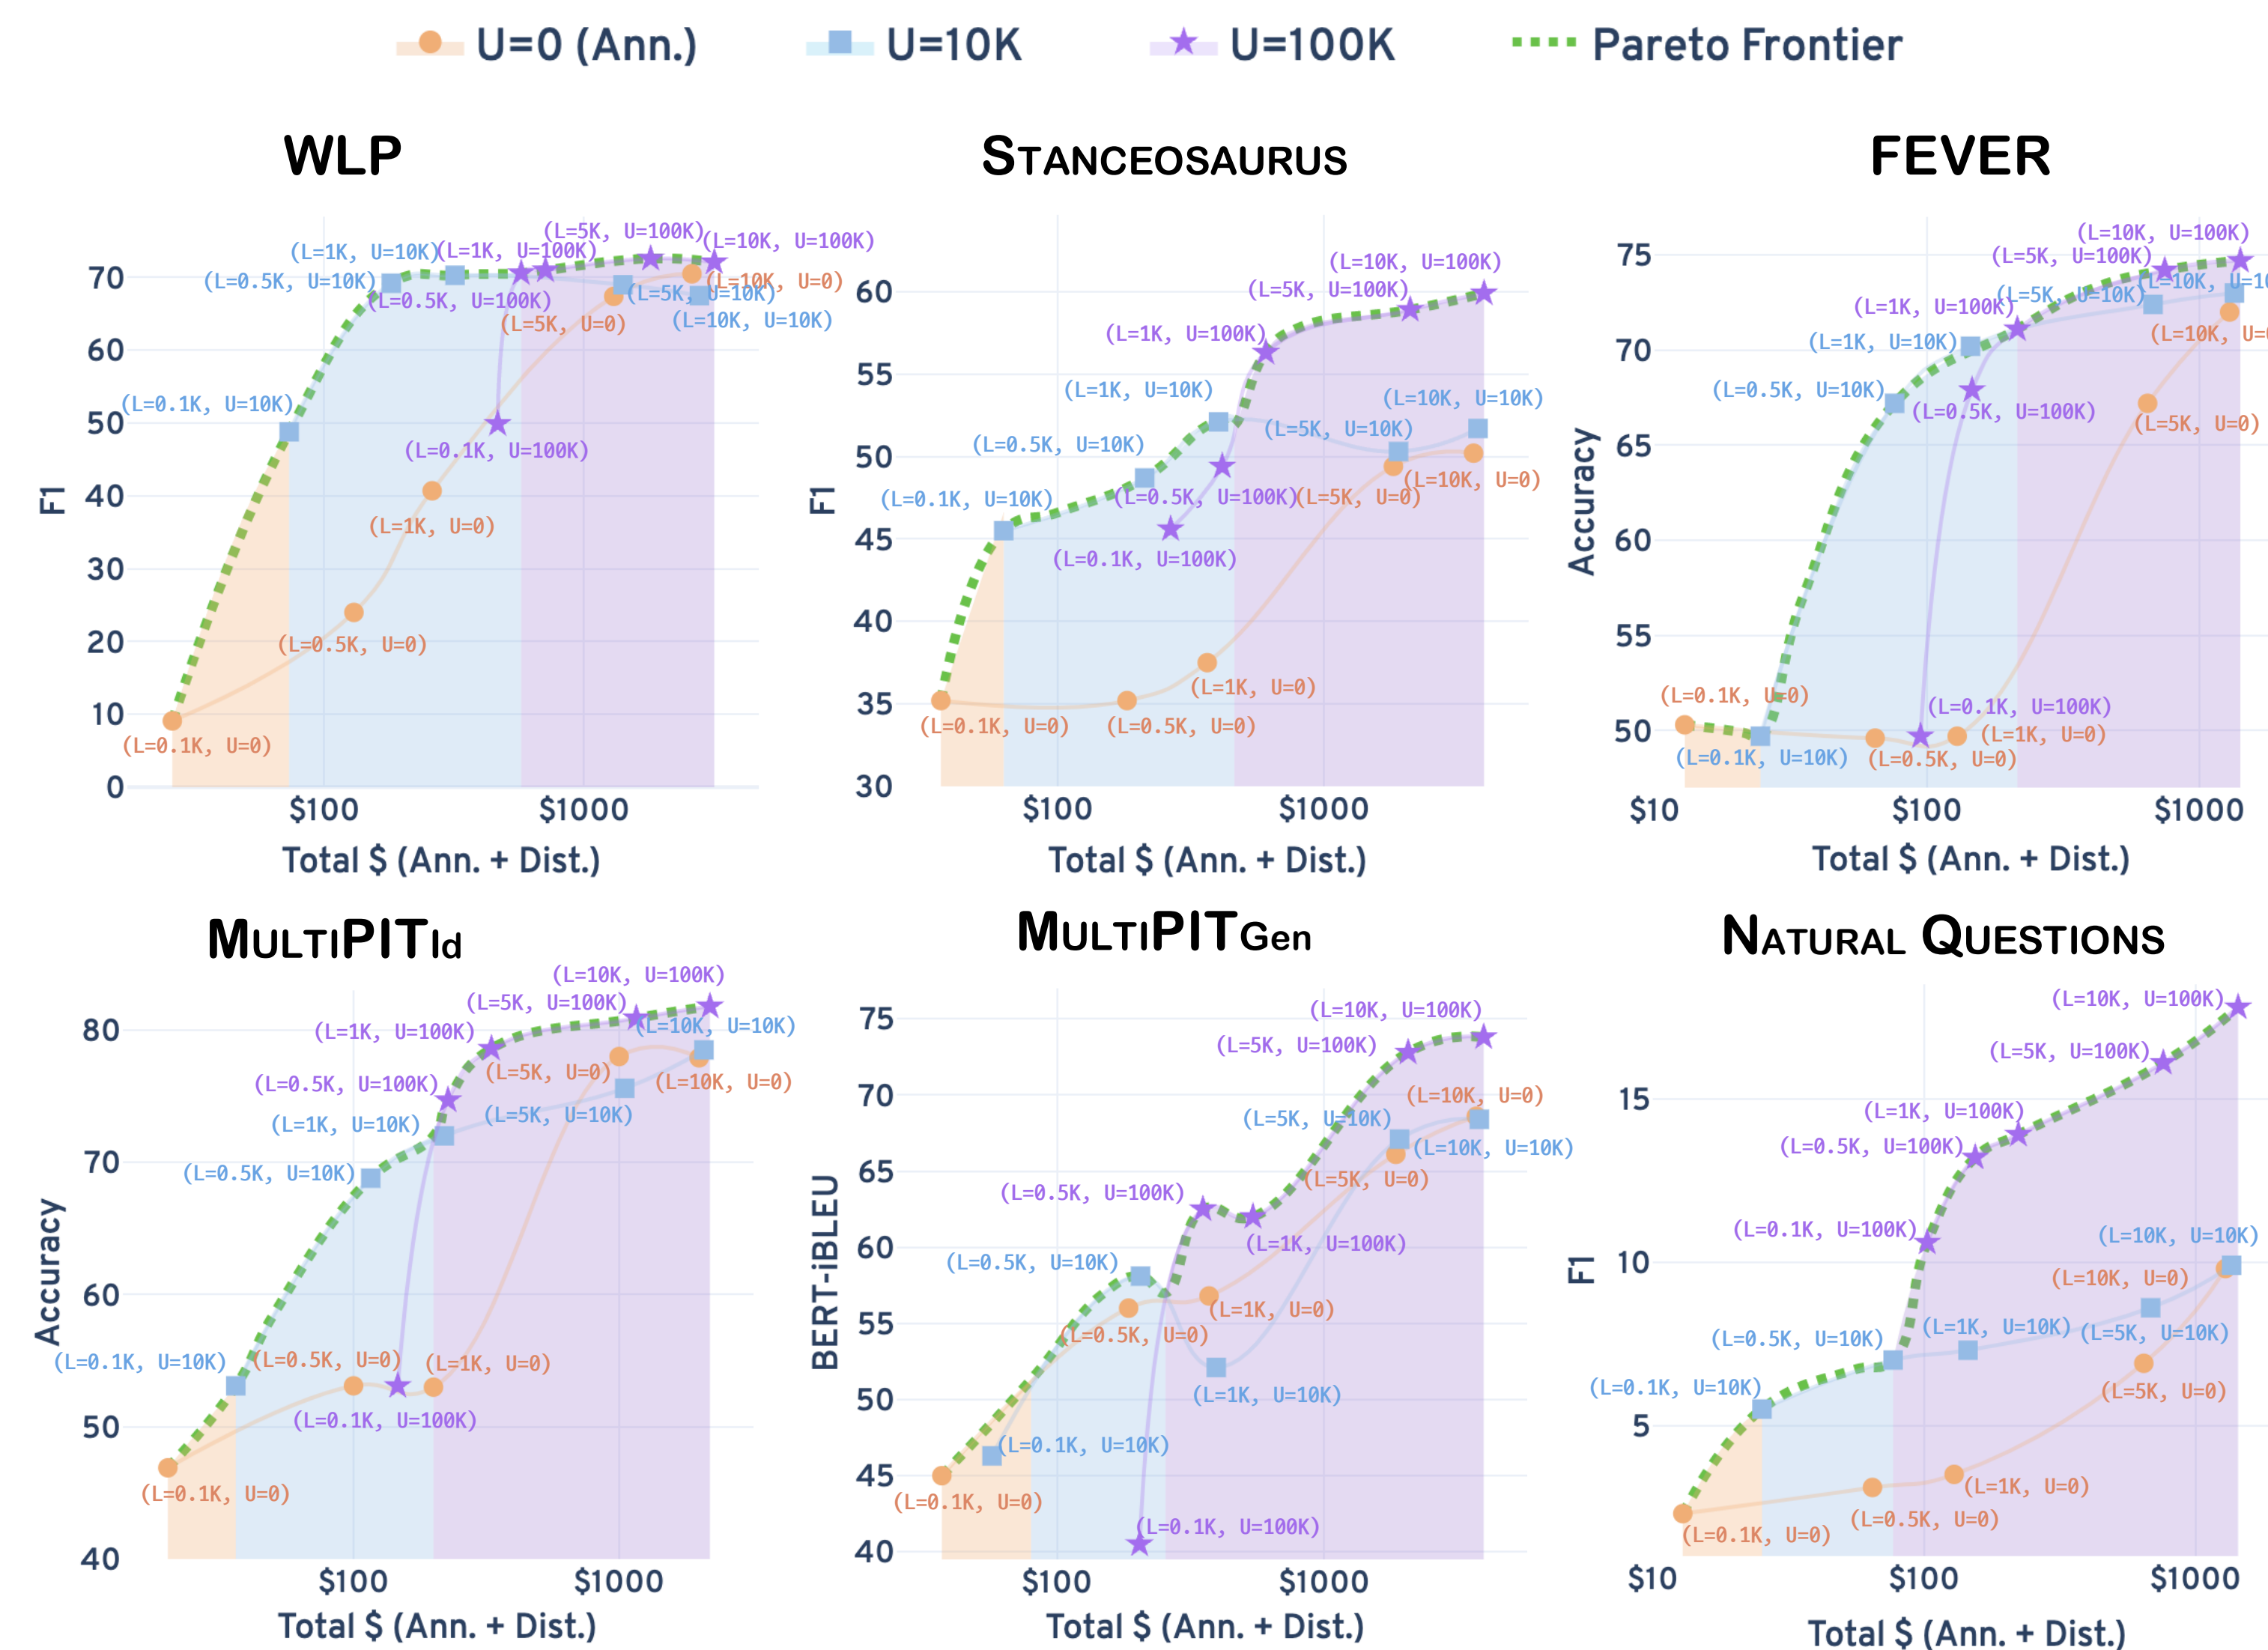 U=0 (Ann.) U=10K U=100K Pareto Frontier
WLP
(L=5K, U=100K)
(L=1K, U=10K) (L=1K, U=100K) (L=10K, U=100K)
(L=0.5K, U=10K) (L=10K, U=0)
(L=0.5K, U=100K) (L=5K, U=10K)
(L=5K, U=0) (L=10K, U=10K)
(L=0.1K, U=10K)
(L=0.1K, U=100K)
(L=1K, U=0)
(L=0.5K, U=0)
(L=0.1K, U=0)
70
60
50
40
30
20
10
0
F1
$100 $1000
Total $ (Ann. + Dist.)
STANCEOSAURUS
(L=10K, U=100K)
(L=5K, U=100K)
(L=1K, U=100K)
(L=1K, U=10K) (L=10K, U=10K)
(L=0.5K, U=10K) (L=5K, U=10K)
(L=10K, U=0)
(L=0.1K, U=10K) (L=0.5K, U=100K) (L=5K, U=0)
(L=0.1K, U=100K)
(L=1K, U=0)
(L=0.1K, U=0) (L=0.5K, U=0)
60
55
50
45
40
35
30
F1
$100 $1000
Total $ (Ann. + Dist.)
FEVER
(L=10K, U=100K)
(L=5K, U=100K)
(L=10K, U=10
(L=1K, U=100K) (L=5K, U=10K)
(L=1K, U=10K) (L=10K, U=
(L=0.5K, U=10K)
(L=0.5K, U=100K) (L=5K, U=0)
(L=0.1K, U=0)
(L=0.1K, U=100K)
(L=1K, U=0)
(L=0.1K, U=10K) (L=0.5K, U=0)
75
70
65
60
55
50
Accuracy
$10 $100 $1000
Total $ (Ann. + Dist.)
MULTIPITId
(L=10K, U=100K)
(L=5K, U=100K)
(L=1K, U=100K) (L=10K, U=10K)
(L=5K, U=0)
(L=0.5K, U=100K) (L=10K, U=0)
(L=1K, U=10K) (L=5K, U=10K)
(L=0.5K, U=10K)
(L=0.1K, U=10K) (L=0.5K, U=0) (L=1K, U=0)
(L=0.1K, U=100K)
(L=0.1K, U=0)
80
70
60
50
40
Accuracy
$100 $1000
Total $ (Ann. + Dist.)
MULTIPITGen
(L=10K, U=100K)
(L=5K, U=100K)
(L=10K, U=0)
(L=5K, U=10K)
(L=10K, U=10K)
(L=5K, U=0)
(L=0.5K, U=100K)
(L=1K, U=100K)
(L=0.5K, U=10K)
(L=1K, U=0)
(L=0.5K, U=0)
(L=1K, U=10K)
(L=0.1K, U=10K)
(L=0.1K, U=0)
(L=0.1K, U=100K)
75
70
65
60
55
50
45
40
BERT-iBLEU
$100 $1000
Total $ (Ann. + Dist.)
NATURAL QUESTIONS
(L=10K, U=100K)
(L=5K, U=100K)
(L=1K, U=100K)
(L=0.5K, U=100K)
(L=0.1K, U=100K) (L=10K, U=10K)
(L=10K, U=0)
(L=0.5K, U=10K) (L=1K, U=10K) (L=5K, U=10K)
(L=0.1K, U=10K) (L=5K, U=0)
(L=1K, U=0)
(L=0.1K, U=0) (L=0.5K, U=0)
15
10
5
F1
$10 $100 $1000
Total $ (Ann. + Dist.)